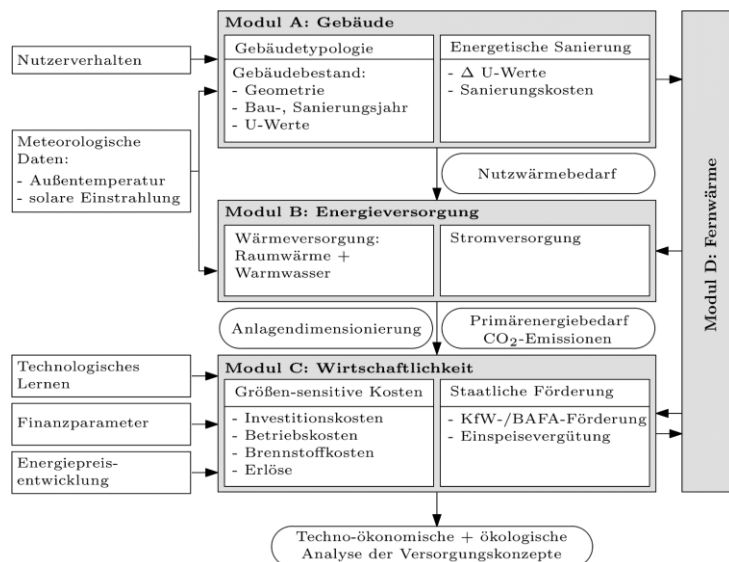 Modul A: Gebäude
Nutzerverhalten
Gebäudetypologie
Gebäudebestand:
- Geometrie
- Bau-, Sanierungsjahr
- U-Werte
Energetische Sanierung
- Δ U-Werte
- Sanierungskosten
Meteorologische
Daten:
- Außentemperatur
- solare Einstrahlung
Nutzwärmebedarf
Modul B: Energieversorgung
Wärmeversorgung:
Raumwärme +
Warmwasser
Stromversorgung
Modul D: Fernwärme
Anlagendimensionierung
Primärenergiebedarf
CO₂-Emissionen
Modul C: Wirtschaftlichkeit
Technologisches
Lernen
Finanzparameter
Energiepreis-
entwicklung
Größen-sensitive Kosten
- Investitionskosten
- Betriebskosten
- Brennstoffkosten
- Erlöse
Staatliche Förderung
- KfW-/BAFA-Förderung
- Einspeisevergütung
Techno-ökonomische + ökologische
Analyse der Versorgungskonzepte